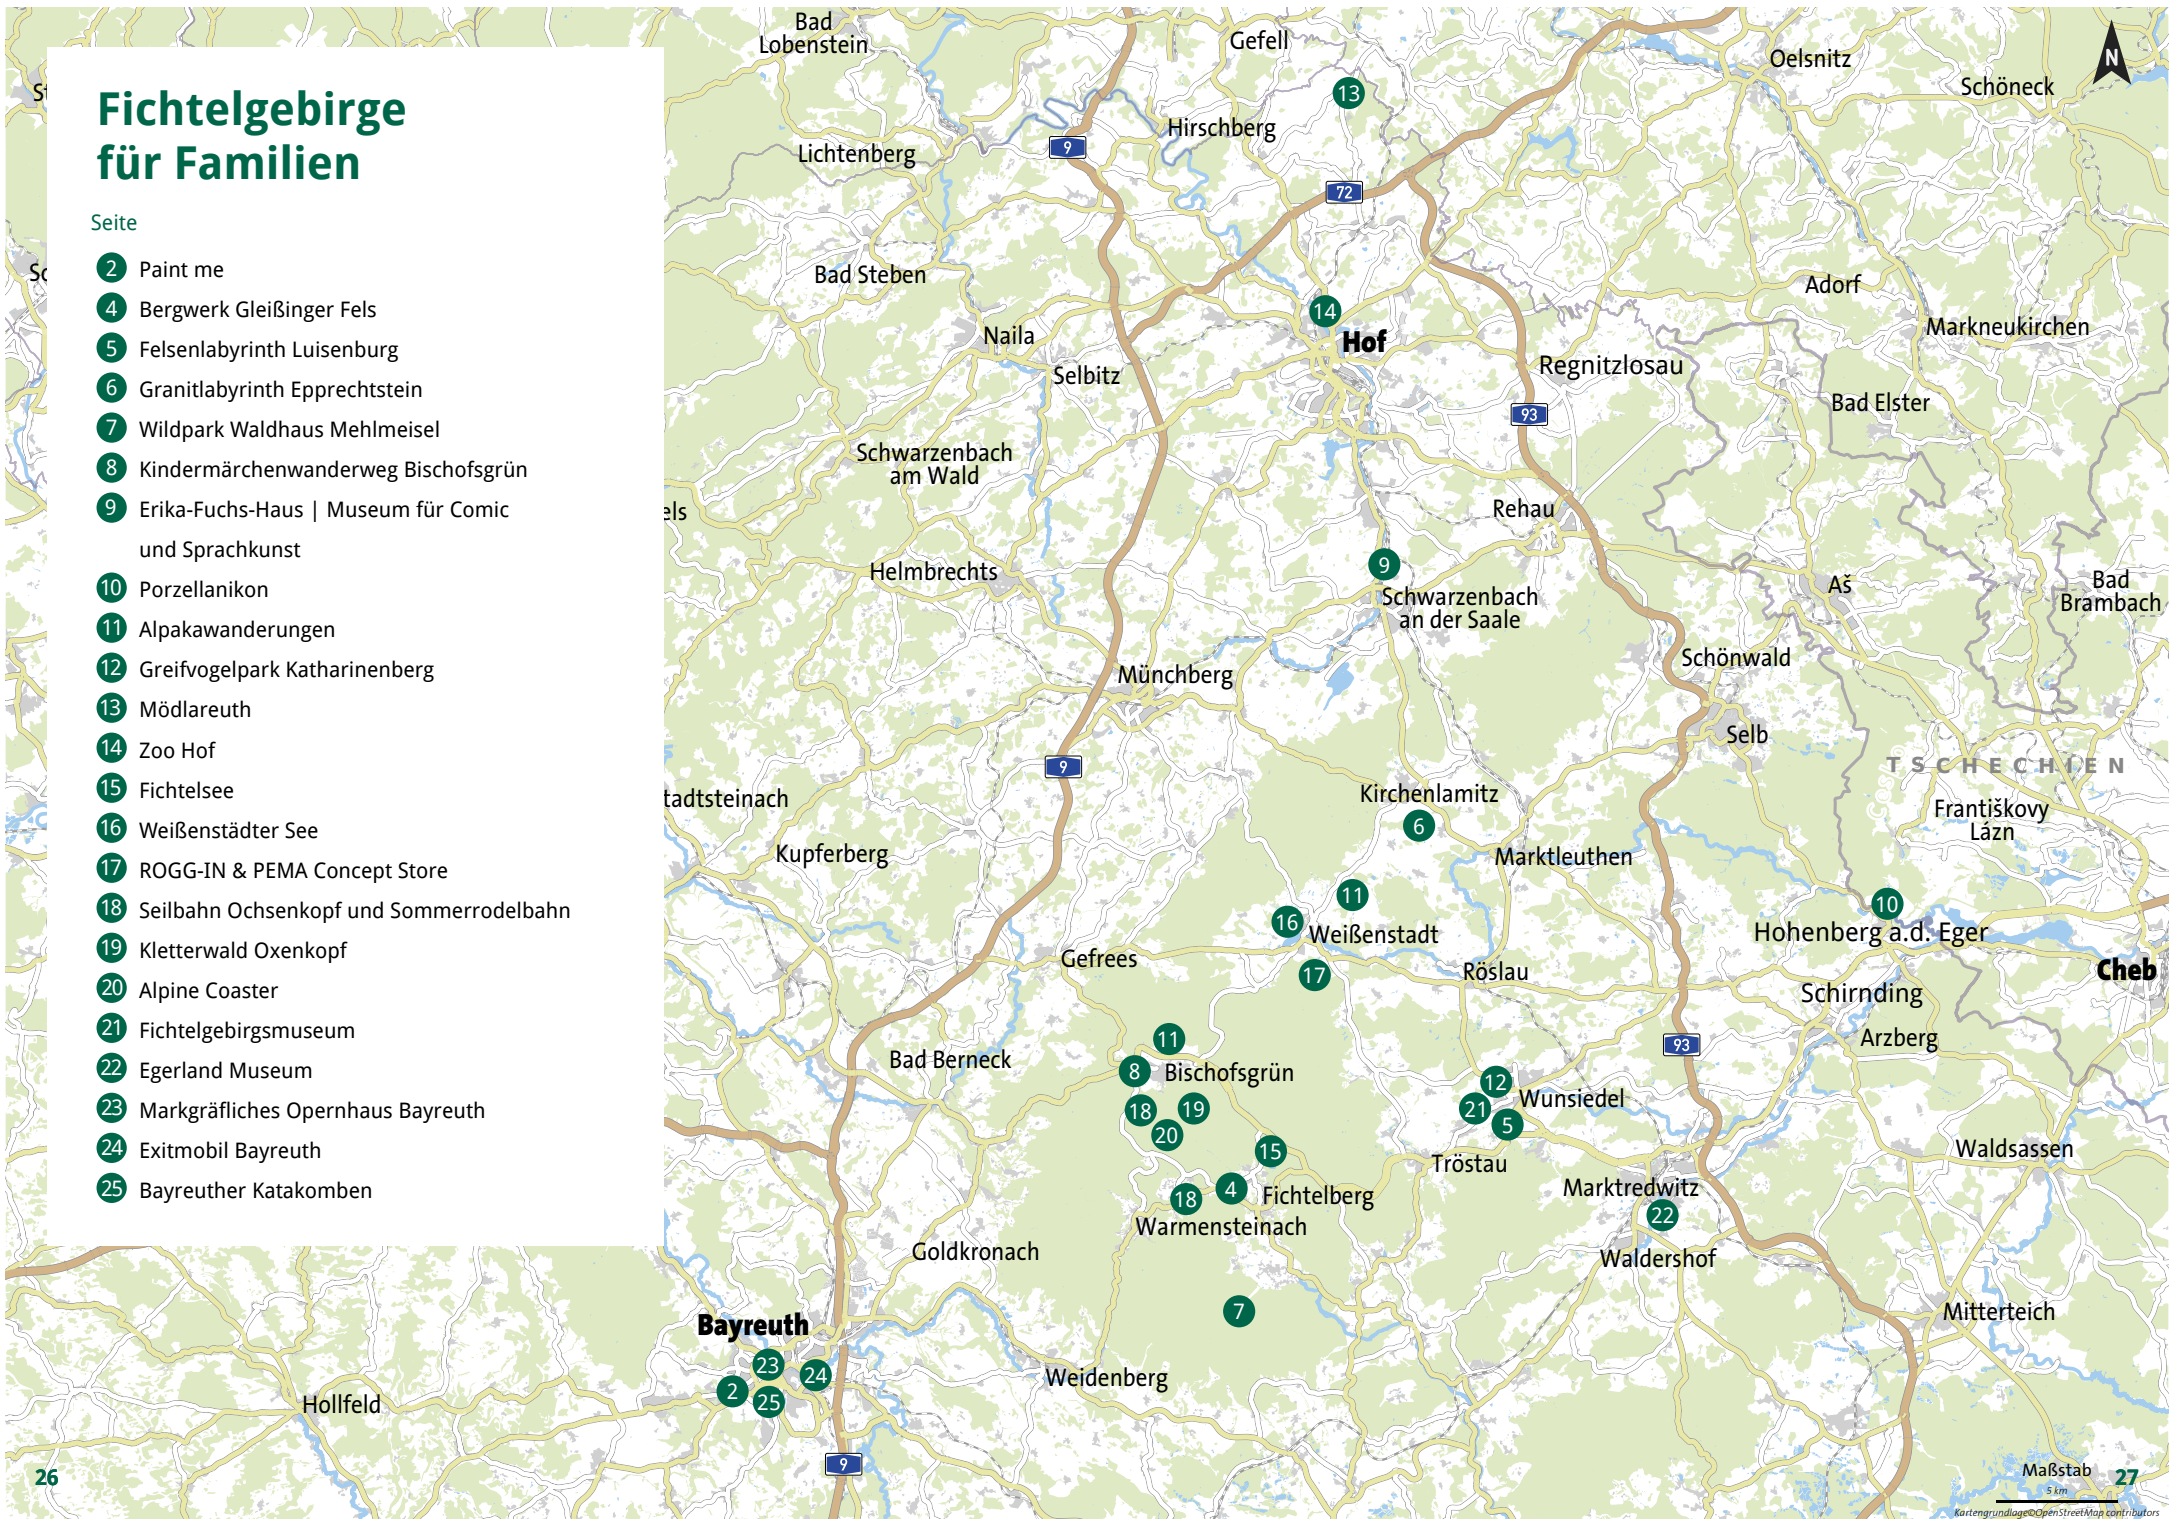 Fichtelgebirge
für Familien
Seite
2 Paint me
4 Bergwerk Gleißinger Fels
5 Felsenlabyrinth Luisenburg
6 Granitlabyrinth Epprechtstein
7 Wildpark Waldhaus Mehlmeisel
8 Kindermärchenwanderweg Bischofsgrün
9 Erika-Fuchs-Haus | Museum für Comic
und Sprachkunst
10 Porzellanikon
11 Alpakawanderungen
12 Greifvogelpark Katharinenberg
13 Mödlareuth
14 Zoo Hof
15 Fichtelsee
16 Weißenstädter See
17 ROGG-IN & PEMA Concept Store
18 Seilbahn Ochsenkopf und Sommerrodelbahn
19 Kletterwald Oxenkopf
20 Alpine Coaster
21 Fichtelgebirgsmuseum
22 Egerland Museum
23 Markgräfliches Opernhaus Bayreuth
24 Exitmobil Bayreuth
25 Bayreuther Katakomben
26
Bad
Lobenstein
Gefell
Oelsnitz
N
Schöneck
13
Hirschberg
9
Lichtenberg
72
Bad Steben
Adorf
14
Hof
Markneukirchen
Naila
Regnitzlosau
Selbitz
Bad Elster
93
Schwarzenbach
am Wald
els
Rehau
9
Helmbrechts
Schwarzenbach
an der Saale
Aš
Bad
Brambach
Schönwald
Münchberg
Selb
9
TSCHECHIEN
Kirchenlamitz
tadtsteinach
Františkovy
Lázn
6
Kupferberg
Marktleuthen
11
10
16
Weißenstadt
Hohenberg a.d. Eger
Gefrees
17
Röslau
Cheb
Schirnding
11
Arzberg
93
Bad Berneck
8
Bischofsgrün
12
Wunsiedel
18
19
21
5
20
15
Waldsassen
Tröstau
4
Fichtelberg
18
Marktredwitz
22
Warmensteinach
Goldkronach
Waldershof
7
Mitterteich
Bayreuth
23
24
Weidenberg
2
25
Hollfeld
9
Maßstab
27
5 km
Kartengrundlage©OpenStreetMap contributors